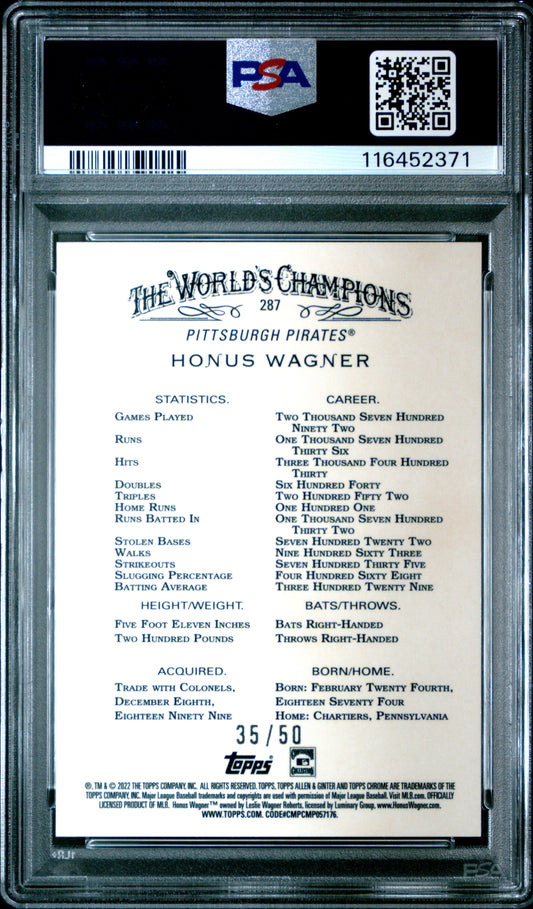 PSA
116452371
THE WORLD'S CHAMPIONS
287
PITTSBURGH PIRATES®
HONUS WAGNER
STATISTICS. CAREER.
GAMES PLAYED TWO THOUSAND SEVEN HUNDRED
NINETY TWO
RUNS ONE THOUSAND SEVEN HUNDRED
THIRTY SIX
HITS THREE THOUSAND FOUR HUNDRED
THIRTY
DOUBLES SIX HUNDRED FORTY
TRIPLES TWO HUNDRED FIFTY TWO
HOME RUNS ONE HUNDRED ONE
RUNS BATTED IN ONE THOUSAND SEVEN HUNDRED
THIRTY TWO
STOLEN BASES SEVEN HUNDRED TWENTY TWO
WALKS NINE HUNDRED SIXTY THREE
STRIKEOUTS SEVEN HUNDRED THIRTY FIVE
SLUGGING PERCENTAGE FOUR HUNDRED SIXTY EIGHT
BATTING AVERAGE THREE HUNDRED TWENTY NINE
HEIGHT/WEIGHT. BATS/THROWS.
FIVE FOOT ELEVEN INCHES BATS RIGHT-HANDED
TWO HUNDRED POUNDS THROWS RIGHT-HANDED
ACQUIRED. BORN/HOME.
TRADE WITH COLONELS, BORN: FEBRUARY TWENTY FOURTH,
DECEMBER EIGHTH, EIGHTEEN SEVENTY FOUR
EIGHTEEN NINETY NINE HOME: CHARTIERS, PENNSYLVANIA
35/50
TOPPS
®, TM & © 2022 THE TOPPS COMPANY, INC. ALL RIGHTS RESERVED. TOPPS, TOPPS ALLEN & GINTER AND TOPPS CHROME ARE TRADEMARKS OF THE
TOPPS COMPANY, INC. Major League Baseball trademarks and copyrights are used with permission of Major League Baseball. Visit MLB.com. OFFICIALLY
LICENSED PRODUCT OF MLB. Honus Wagner™ owned by Leslie Wagner Roberts, licensed by Luminary Group, www.HonusWagner.com.
WWW.TOPPS.COM. CODE#CMPCMP057176.
PSA